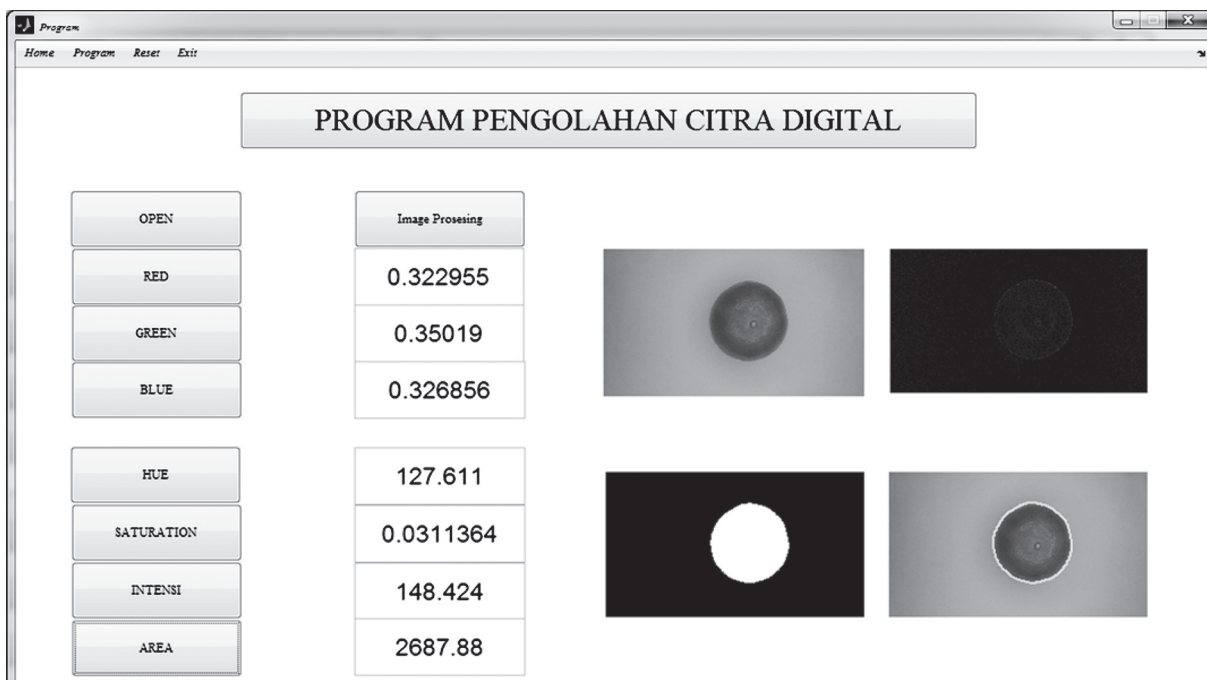 Program
Home Program Reset Exit
PROGRAM PENGOLAHAN CITRA DIGITAL
OPEN
Image Prosesing
RED
0.322955
GREEN
0.35019
BLUE
0.326856
HUE
127.611
SATURATION
0.0311364
INTENSI
148.424
AREA
2687.88